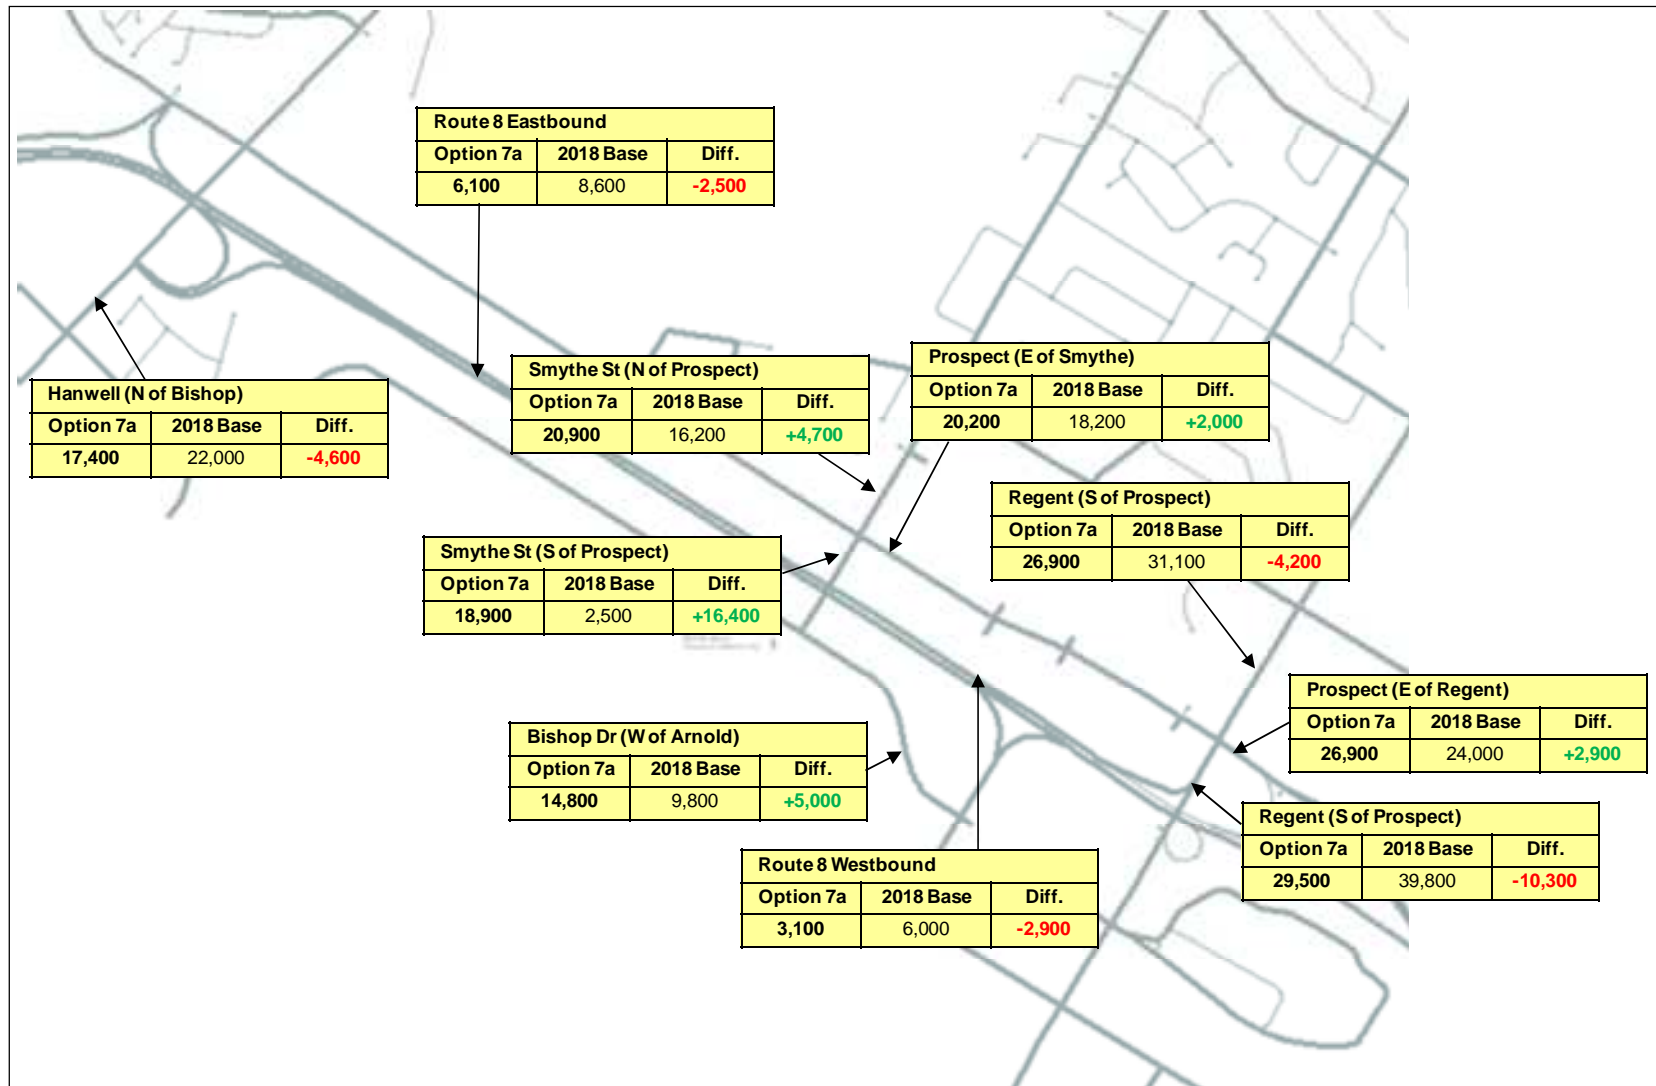 Route 8 Eastbound
Option 7a 2018 Base Diff.
6,100 8,600 -2,500
Smythe St (N of Prospect)
Option 7a 2018 Base Diff.
20,900 16,200 +4,700
Prospect (E of Smythe)
Option 7a 2018 Base Diff.
20,200 18,200 +2,000
Hanwell (N of Bishop)
Option 7a 2018 Base Diff.
17,400 22,000 -4,600
Regent (S of Prospect)
Option 7a 2018 Base Diff.
26,900 31,100 -4,200
Smythe St (S of Prospect)
Option 7a 2018 Base Diff.
18,900 2,500 +16,400
Prospect (E of Regent)
Option 7a 2018 Base Diff.
26,900 24,000 +2,900
Bishop Dr (W of Arnold)
Option 7a 2018 Base Diff.
14,800 9,800 +5,000
Regent (S of Prospect)
Option 7a 2018 Base Diff.
29,500 39,800 -10,300
Route 8 Westbound
Option 7a 2018 Base Diff.
3,100 6,000 -2,900